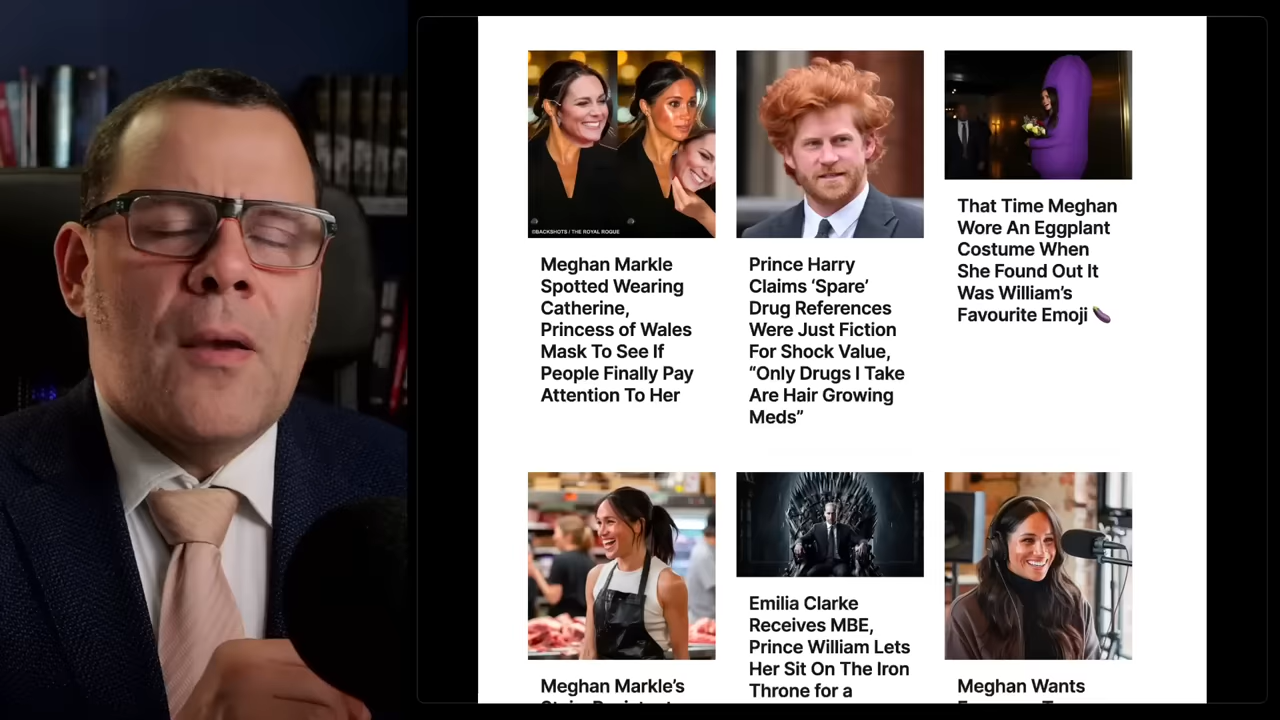 ©BACKSHOTS / THE ROYAL ROGUE
Meghan Markle
Spotted Wearing
Catherine,
Princess of Wales
Mask To See If
People Finally Pay
Attention To Her
Prince Harry
Claims ‘Spare’
Drug References
Were Just Fiction
For Shock Value,
“Only Drugs I Take
Are Hair Growing
Meds”
That Time Meghan
Wore An Eggplant
Costume When
She Found Out It
Was William’s
Favourite Emoji 🍆
Meghan Markle’s
Emilia Clarke
Receives MBE,
Prince William Lets
Her Sit On The Iron
Throne for a
Meghan Wants